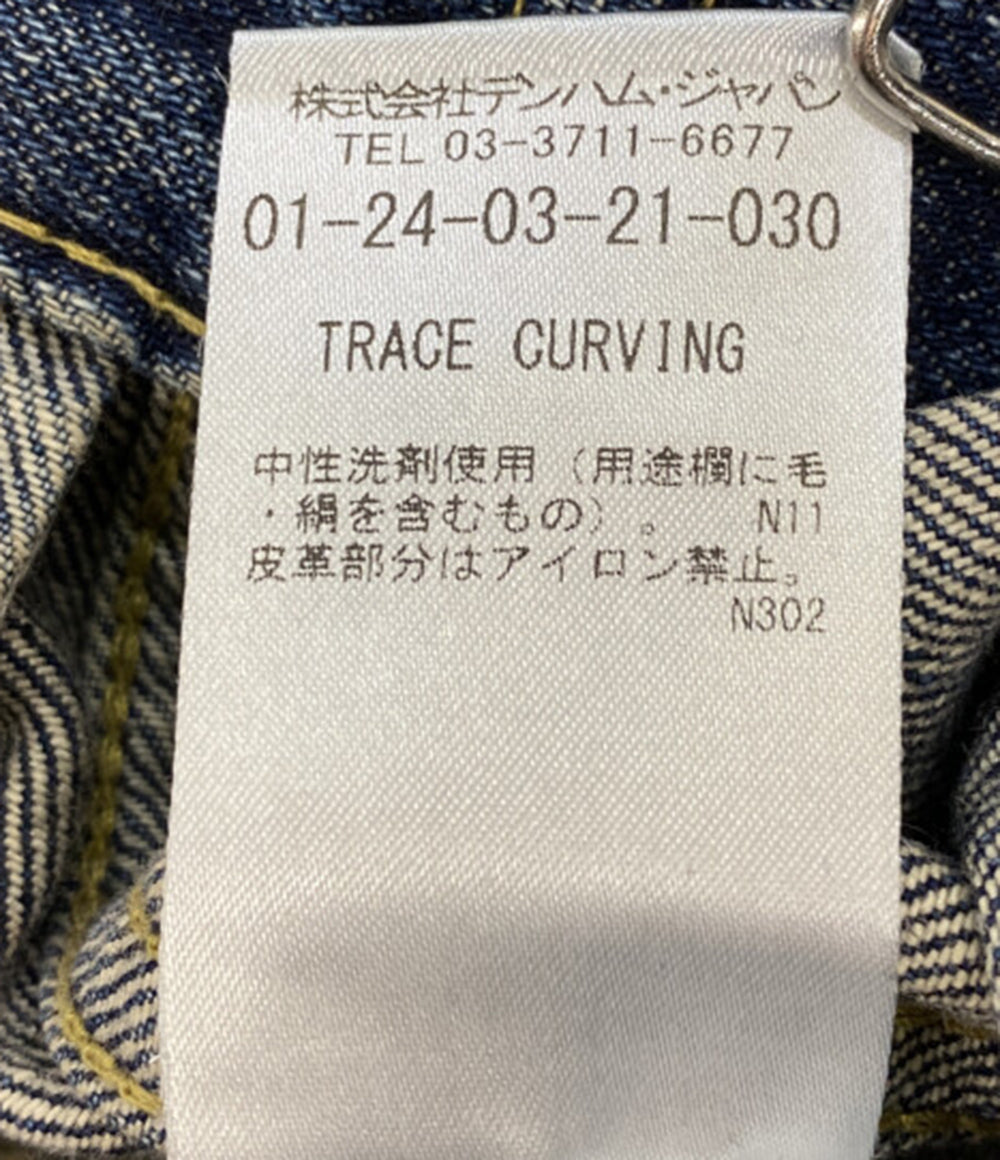 株式会社デンハム・ジャパン
TEL 03-3711-6677
01-24-03-21-030
TRACE CURVING
中性洗剤使用（用途欄に毛
・絹を含むもの）。 N11
皮革部分はアイロン禁止。
N302